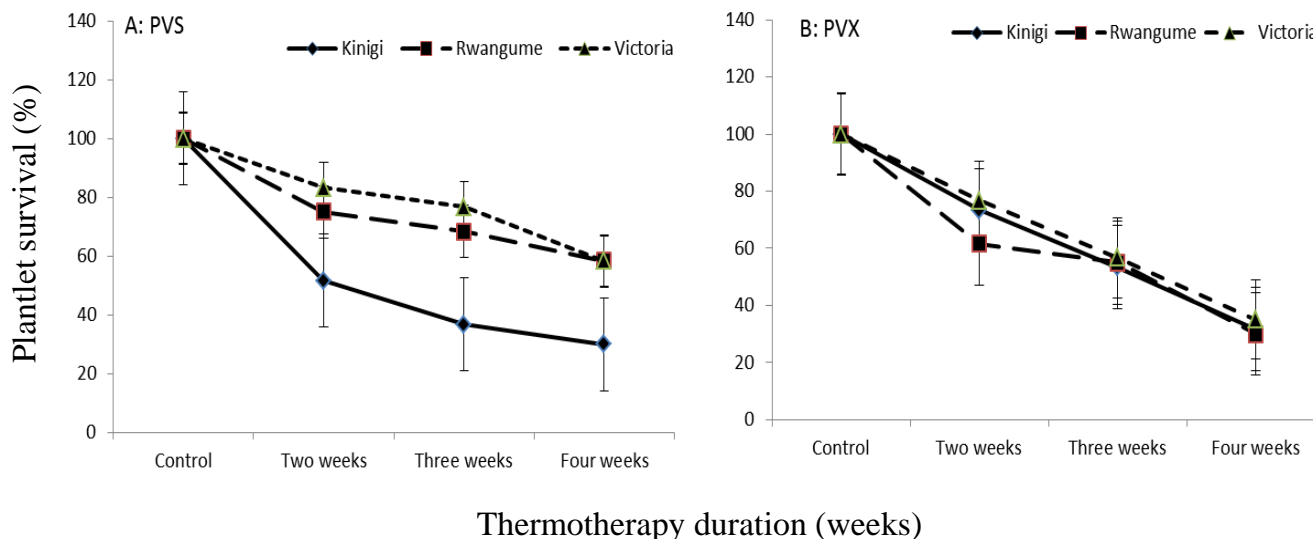 A: PVS
Kinigi Rwangume Victoria
140
120
100
80
60
40
20
0
Control Two weeks Three weeks Four weeks
Plantlet survival (%)
B: PVX
Kinigi Rwangume Victoria
140
120
100
80
60
40
20
0
Control Two weeks Three weeks Four weeks
Thermotherapy duration (weeks)